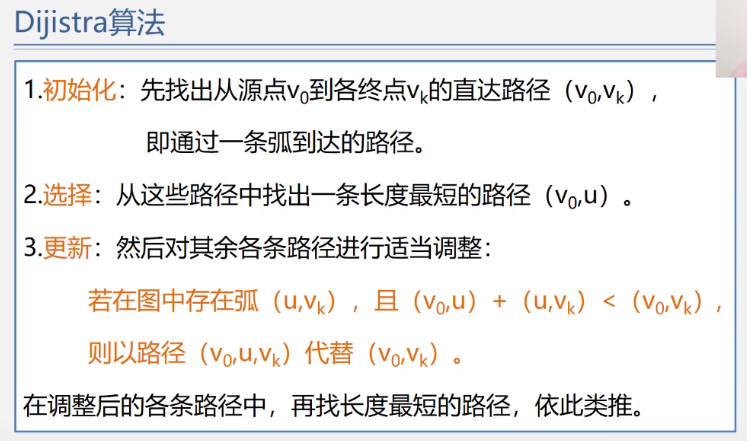 Dijistra算法
1.初始化：先找出从源点v₀到各终点vₖ的直达路径（v₀,vₖ），
即通过一条弧到达的路径。
2.选择：从这些路径中找出一条长度最短的路径（v₀,u）。
3.更新：然后对其余各条路径进行适当调整：
若在图中存在弧（u,vₖ），且（v₀,u）+（u,vₖ）<（v₀,vₖ），
则以路径（v₀,u,vₖ）代替（v₀,vₖ）。
在调整后的各条路径中，再找长度最短的路径，依此类推。